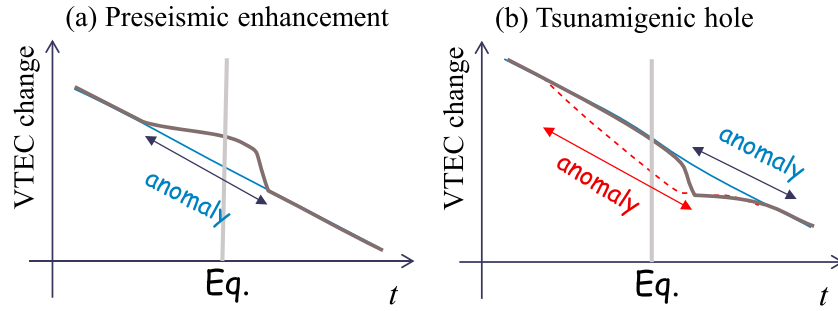 (a) Preseismic enhancement
VTEC change
anomaly
Eq.
t
(b) Tsunamigenic hole
VTEC change
anomaly
anomaly
Eq.
t